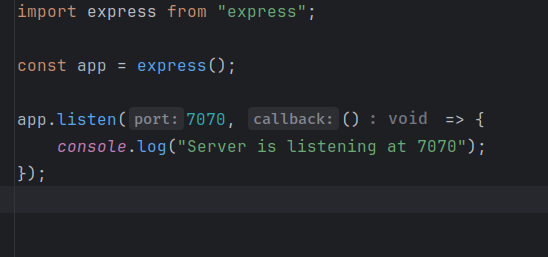 import express from "express";
const app = express();
app.listen( port: 7070, callback: () : void => {
console.log("Server is listening at 7070");
});